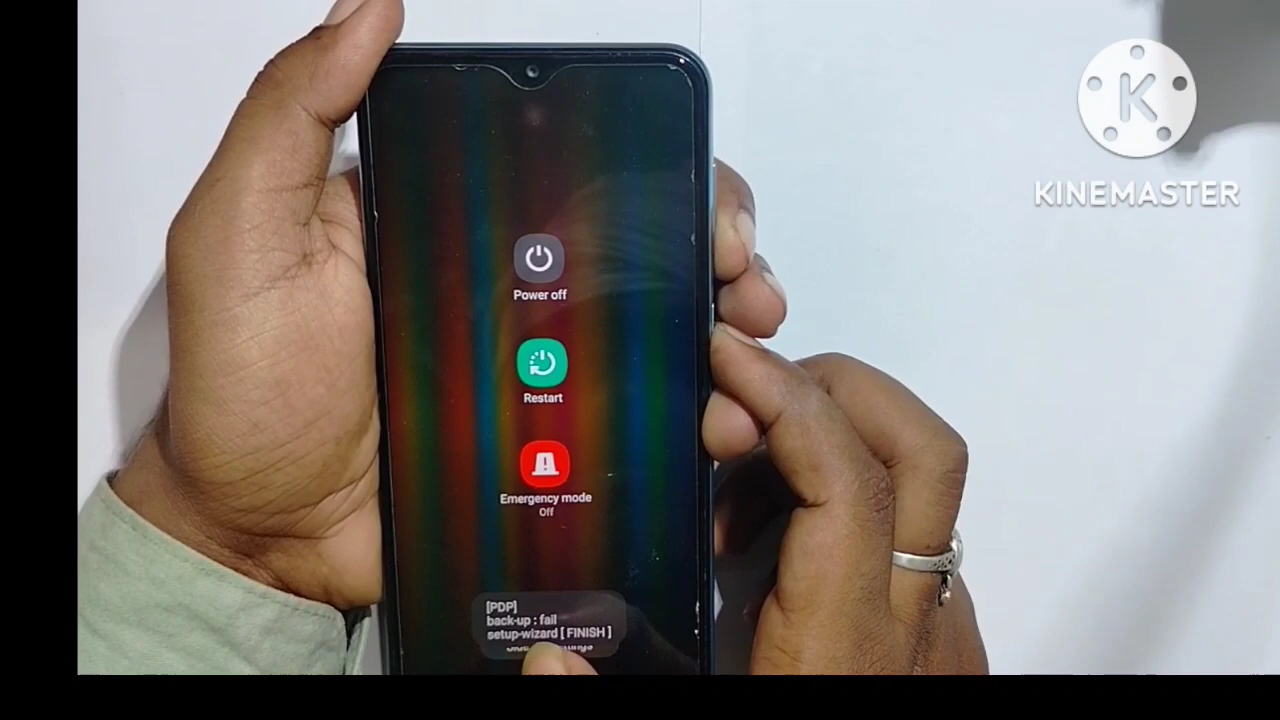 K
KINEMASTER
Power off
Restart
Emergency mode
Off
[PDP]
back-up : fail
setup-wizard [ FINISH ]